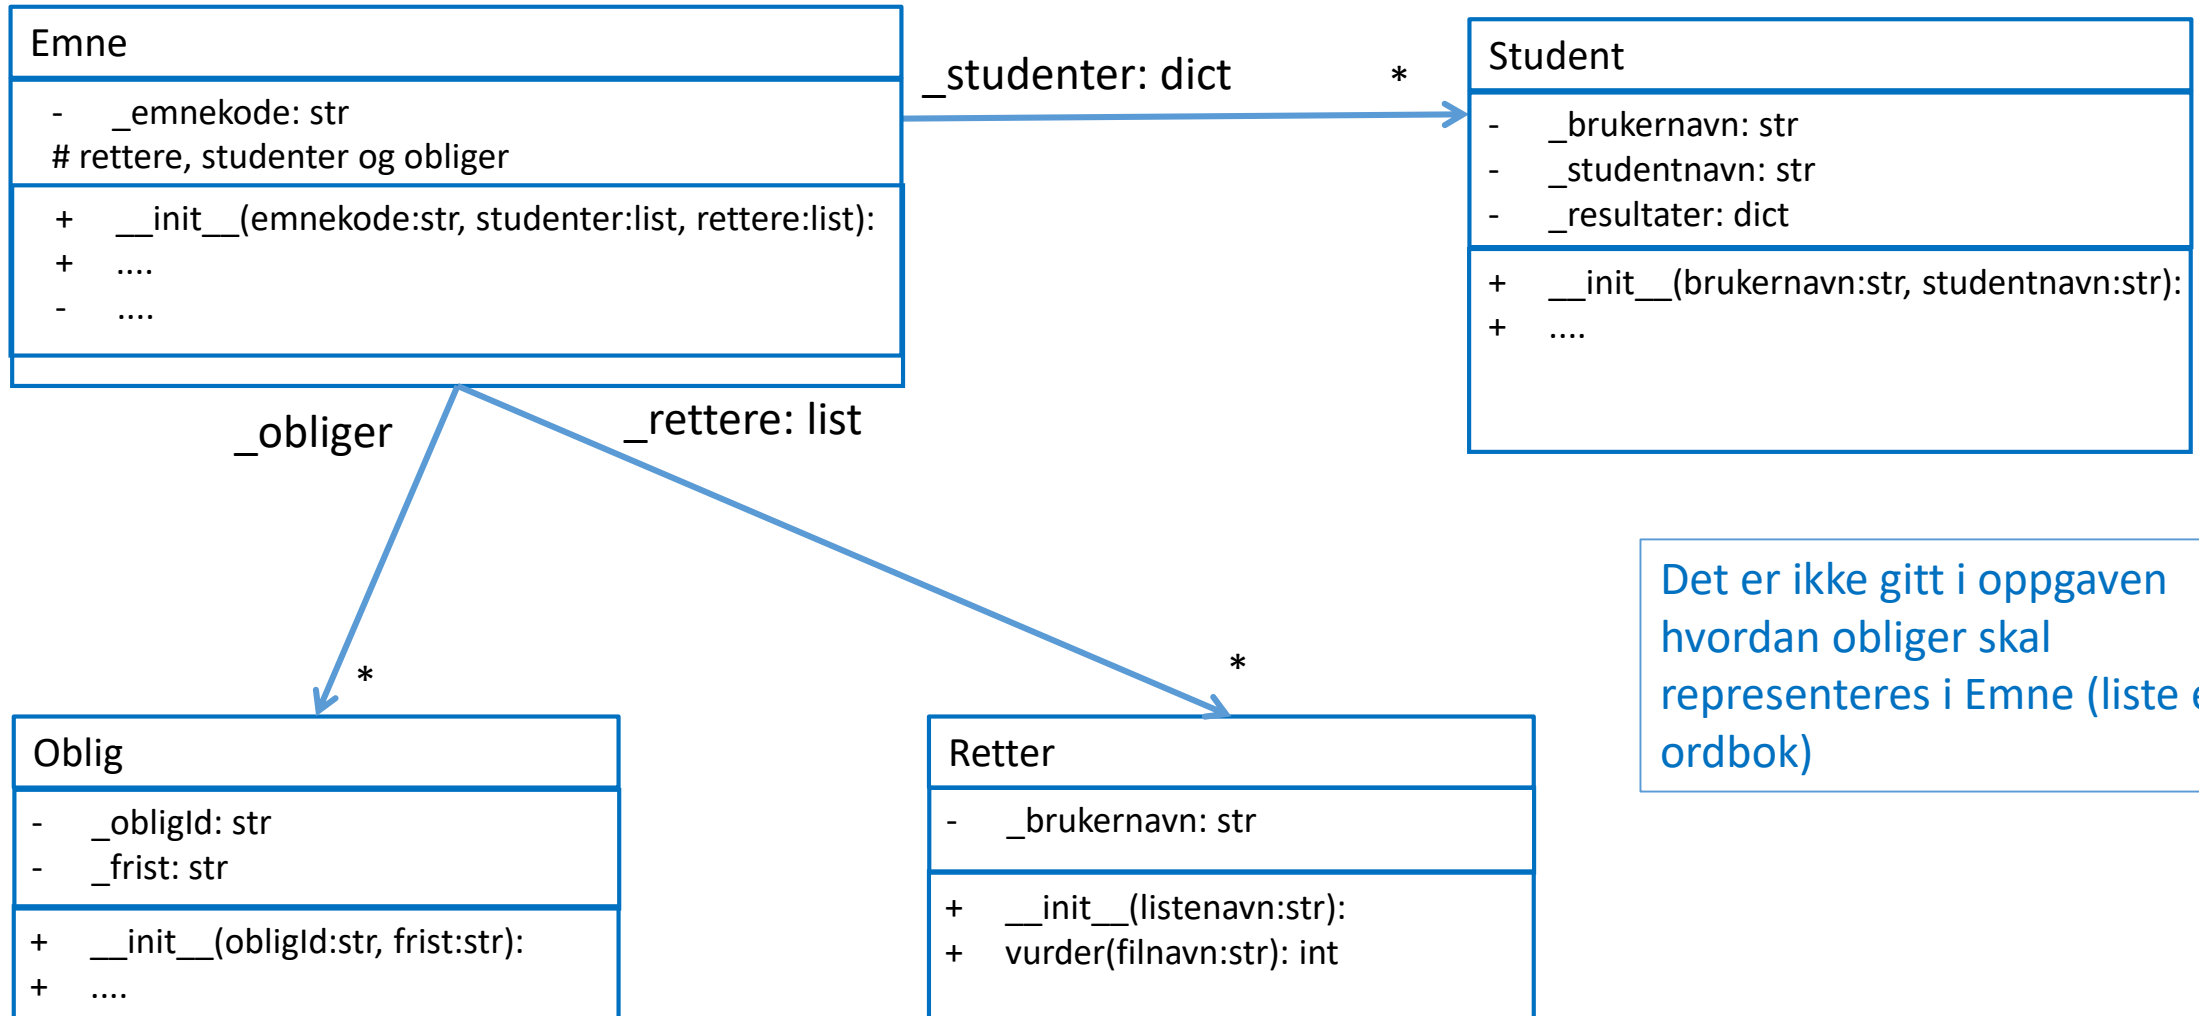 Emne
- _emnekode: str
# rettere, studenter og obliger
+ __init__(emnekode:str, studenter:list, rettere:list):
+ ....
- ....
_studenter: dict *
Student
- _brukernavn: str
- _studentnavn: str
- _resultater: dict
+ __init__(brukernavn:str, studentnavn:str):
+ ....
_obliger
_rettere: list
*
*
Det er ikke gitt i oppgaven
hvordan obliger skal
representeres i Emne (liste
ordbok)
Oblig
- _obligId: str
- _frist: str
+ __init__(obligId:str, frist:str):
+ ....
Retter
- _brukernavn: str
+ __init__(listenavn:str):
+ vurder(filnavn:str): int